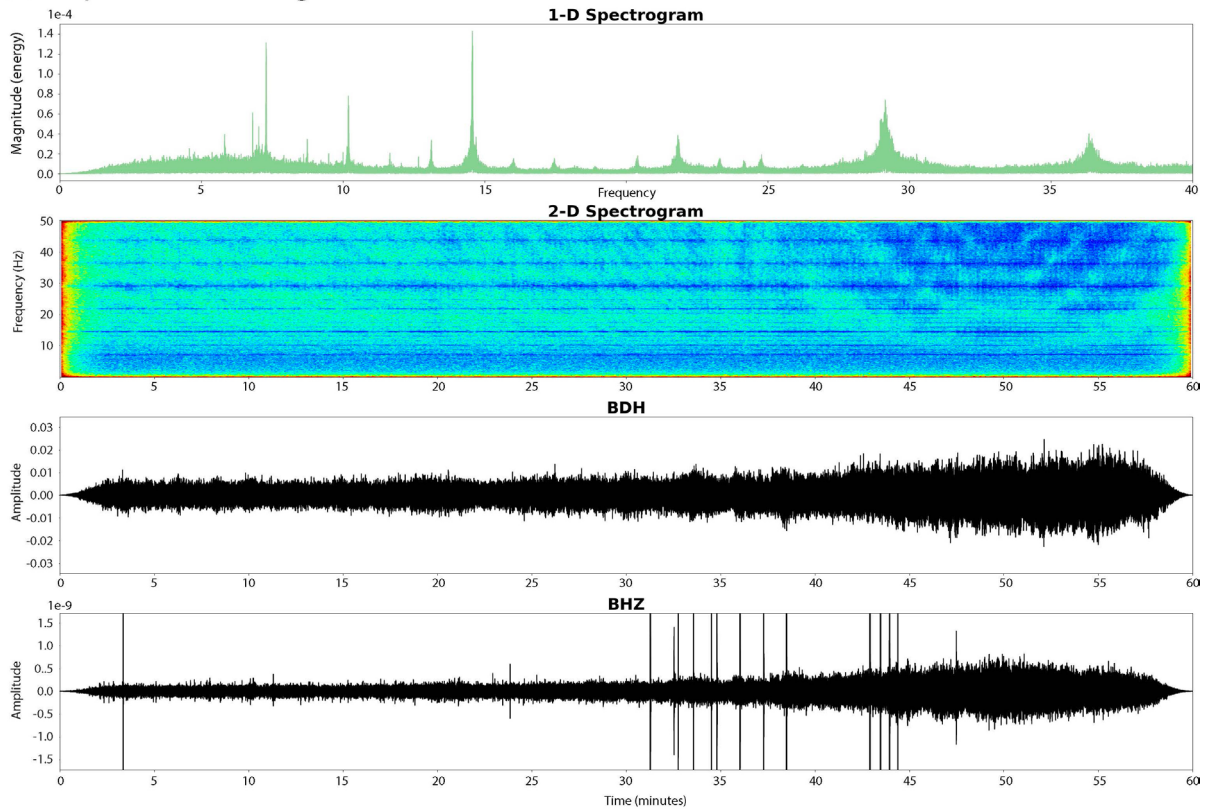 1-D Spectrogram
1e-4
Magnitude (energy)
1.4
1.2
1.0
0.8
0.6
0.4
0.2
0.0
0 5 10 15 25 30 35 40
Frequency
2-D Spectrogram
Frequency (Hz)
50
40
30
20
10
0 5 10 15 20 25 30 35 40 45 50 55 60
BDH
Amplitude
0.03
0.02
0.01
0.00
-0.01
-0.02
-0.03
0 5 10 15 20 25 30 35 40 45 50 55 60
BHZ
1e-9
Amplitude
1.5
1.0
0.5
0.0
-0.5
-1.0
-1.5
0 5 10 15 20 25 30 35 40 45 50 55 60
Time (minutes)